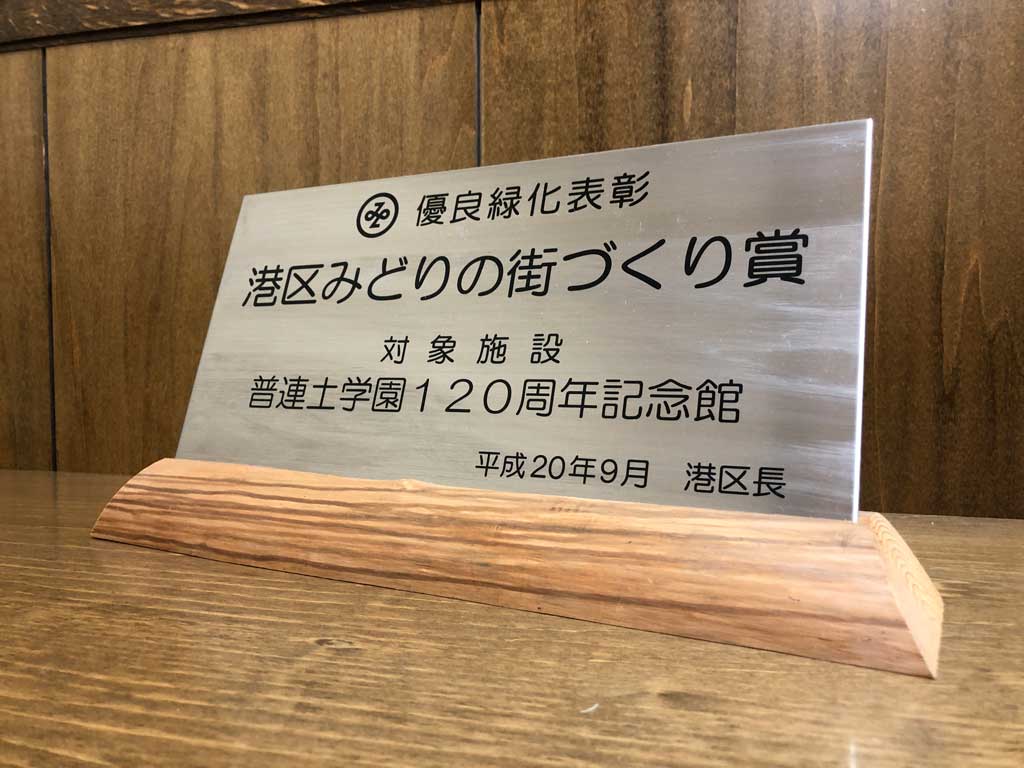 優良緑化表彰
港区みどりの街づくり賞
対象施設
普連土学園１２０周年記念館
平成20年9月　港区長